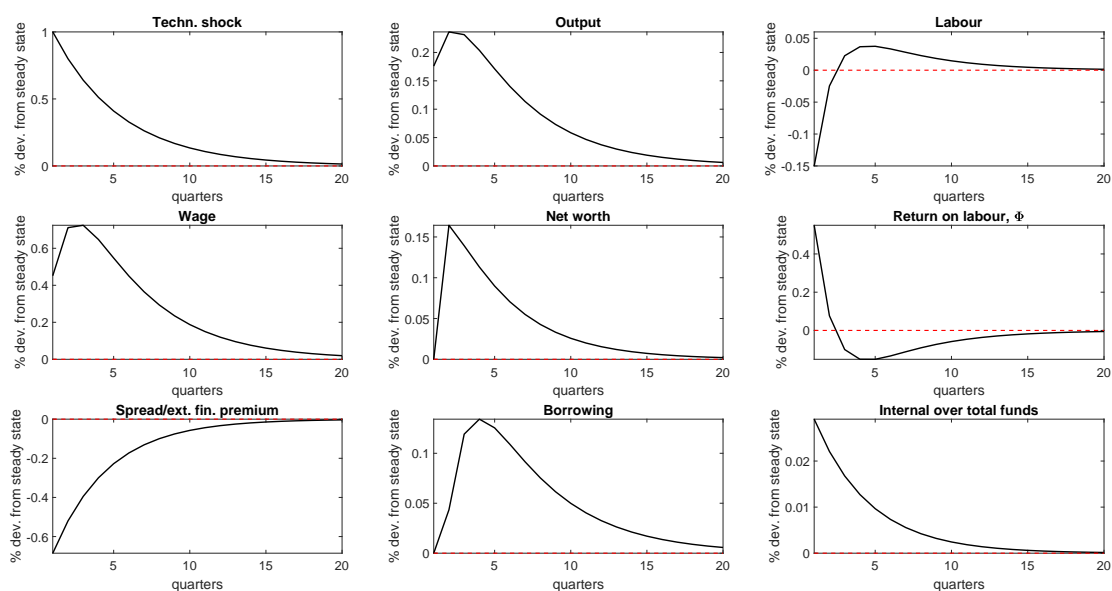 Techn. shock
% dev. from steady state
1
0.5
0
5
10
15
20
quarters
Output
% dev. from steady state
0.2
0.15
0.1
0.05
0
5
10
15
20
quarters
Labour
% dev. from steady state
0.05
0
-0.05
-0.1
-0.15
5
10
15
20
quarters
Wage
% dev. from steady state
0.6
0.4
0.2
0
5
10
15
20
quarters
Net worth
% dev. from steady state
0.15
0.1
0.05
0
5
10
15
20
quarters
Return on labour, Φ
% dev. from steady state
0.4
0.2
0
5
10
15
20
quarters
Spread/ext. fin. premium
% dev. from steady state
0
-0.2
-0.4
-0.6
5
10
15
20
quarters
Borrowing
% dev. from steady state
0.1
0.05
0
5
10
15
20
quarters
Internal over total funds
% dev. from steady state
0.02
0.01
0
5
10
15
20
quarters